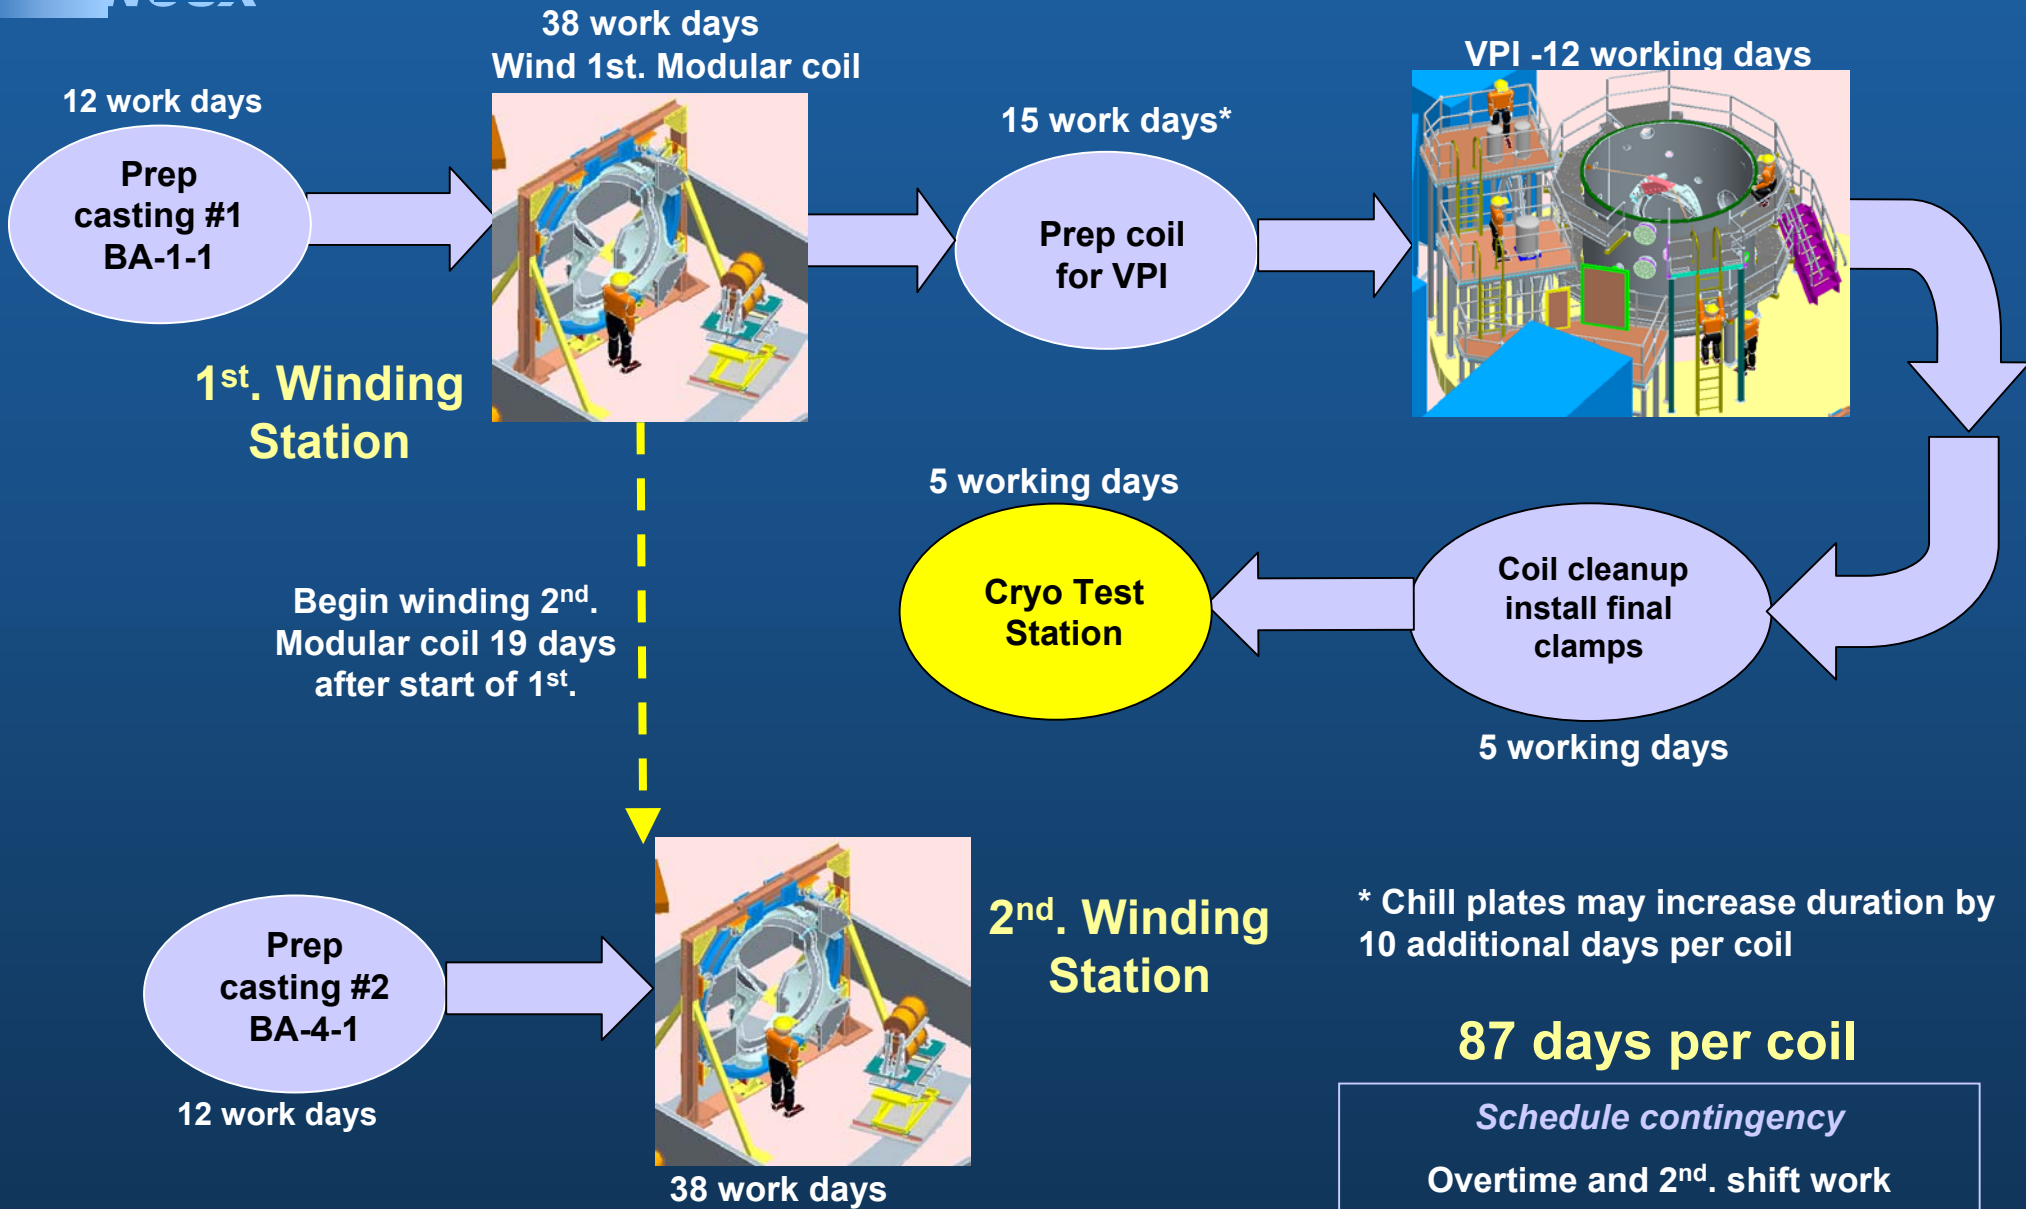 38 work days
Wind 1st. Modular coil
VPI -12 working days
12 work days
15 work days*
Prep
casting #1
BA-1-1
Prep coil
for VPI
1st. Winding
Station
5 working days
Cryo Test
Station
Coil cleanup
install final
clamps
5 working days
Begin winding 2nd.
Modular coil 19 days
after start of 1st.
Prep
casting #2
BA-4-1
12 work days
38 work days
2nd. Winding
Station
* Chill plates may increase duration by
10 additional days per coil
87 days per coil
Schedule contingency
Overtime and 2nd. shift work